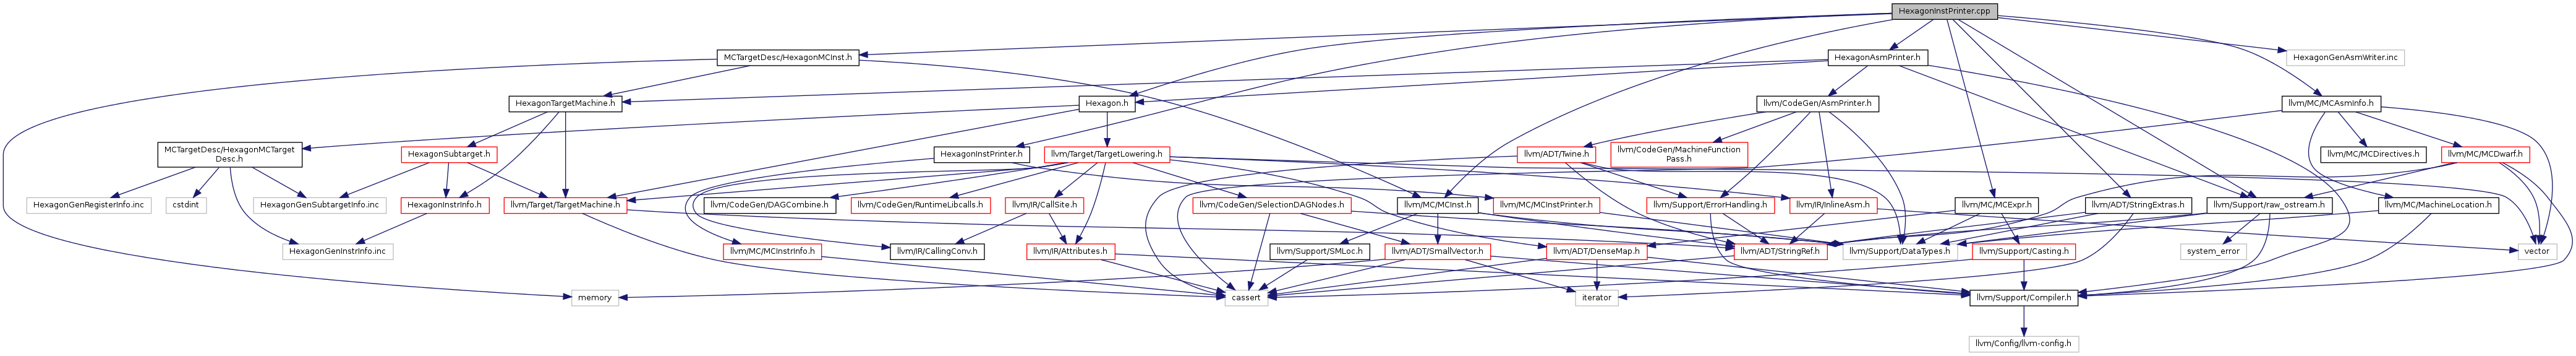 HexagonInstPrinter.cpp
MCTargetDesc/HexagonMCInst.h
HexagonAsmPrinter.h
HexagonGenAsmWriter.inc
HexagonTargetMachine.h
Hexagon.h
llvm/CodeGen/AsmPrinter.h
llvm/MC/MCAsmInfo.h
MCTargetDesc/HexagonMCTarget
Desc.h
HexagonSubtarget.h
HexagonInstPrinter.h
llvm/Target/TargetLowering.h
llvm/ADT/Twine.h
llvm/CodeGen/MachineFunction
Pass.h
llvm/MC/MCDirectives.h
llvm/MC/MCDwarf.h
HexagonGenRegisterInfo.inc
cstdint
HexagonGenSubtargetInfo.inc
HexagonInstrInfo.h
llvm/Target/TargetMachine.h
llvm/CodeGen/DAGCombine.h
llvm/CodeGen/RuntimeLibcalls.h
llvm/IR/CallSite.h
llvm/CodeGen/SelectionDAGNodes.h
llvm/MC/MCInst.h
llvm/MC/MCInstPrinter.h
llvm/Support/ErrorHandling.h
llvm/IR/InlineAsm.h
llvm/MC/MCExpr.h
llvm/ADT/StringExtras.h
llvm/Support/raw_ostream.h
llvm/MC/MachineLocation.h
HexagonGenInstrInfo.inc
llvm/MC/MCInstrInfo.h
llvm/IR/CallingConv.h
llvm/IR/Attributes.h
llvm/Support/SMLoc.h
llvm/ADT/SmallVector.h
llvm/ADT/DenseMap.h
llvm/ADT/StringRef.h
llvm/Support/DataTypes.h
llvm/Support/Casting.h
system_error
vector
memory
cassert
iterator
llvm/Support/Compiler.h
llvm/Config/llvm-config.h